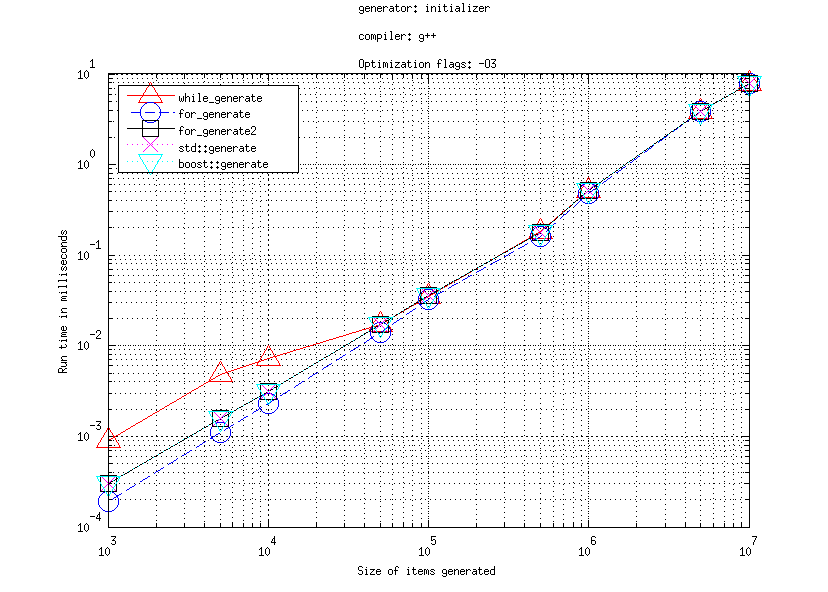 generator: initializer
compiler: g++
Optimization flags: -O3
10^1
while_generate
for_generate
for_generate2
std::generate
boost::generate
10^0
10^-1
Run time in milliseconds
10^-2
10^-3
10^-4
10^3 10^4 10^5 10^6 10^7
Size of items generated